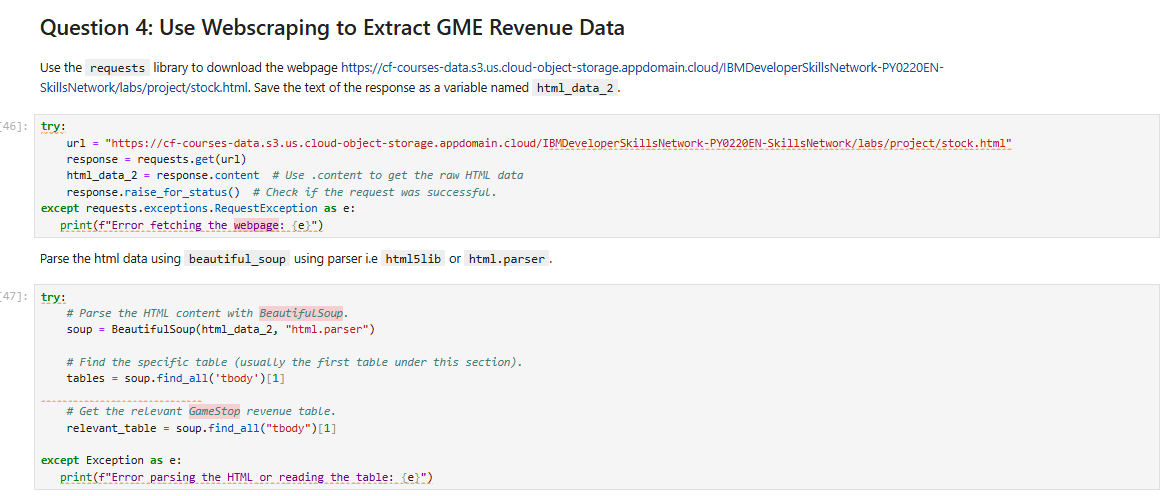 Question 4: Use Webscraping to Extract GME Revenue Data
Use the requests library to download the webpage https://cf-courses-data.s3.us.cloud-object-storage.appdomain.cloud/IBMDeveloperSkillsNetwork-PY0220EN-
SkillsNetwork/labs/project/stock.html. Save the text of the response as a variable named html_data_2.
[46]: try:
    url = "https://cf-courses-data.s3.us.cloud-object-storage.appdomain.cloud/IBMDeveloperSkillsNetwork-PY0220EN-SkillsNetwork/labs/project/stock.html"
    response = requests.get(url)
    html_data_2 = response.content  # Use .content to get the raw HTML data
    response.raise_for_status()  # Check if the request was successful.
except requests.exceptions.RequestException as e:
   print(f"Error fetching the webpage: {e}")
Parse the html data using beautiful_soup using parser i.e html5lib or html.parser.
[47]: try:
    # Parse the HTML content with BeautifulSoup.
    soup = BeautifulSoup(html_data_2, "html.parser")
    # Find the specific table (usually the first table under this section).
    tables = soup.find_all('tbody')[1]
    # Get the relevant GameStop revenue table.
    relevant_table = soup.find_all("tbody")[1]
except Exception as e:
   print(f"Error parsing the HTML or reading the table: {e}")